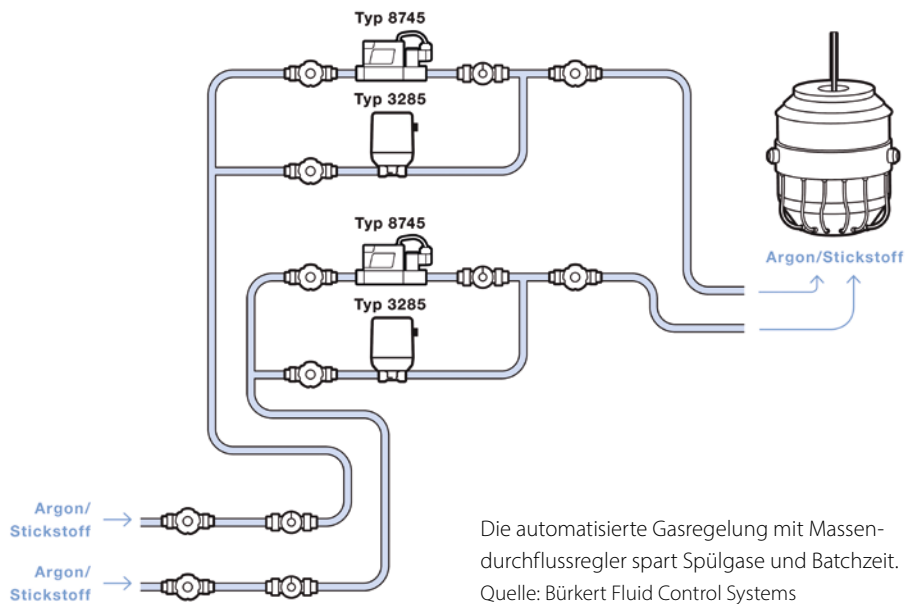 Typ 8745
Typ 3285
Typ 8745
Typ 3285
Argon/Stickstoff
Argon/
Stickstoff
Argon/
Stickstoff
Die automatisierte Gasregelung mit Massen-
durchflussregler spart Spülgase und Batchzeit.
Quelle: Bürkert Fluid Control Systems